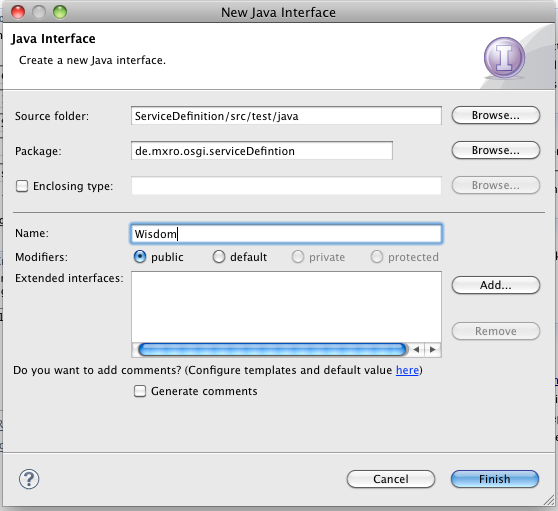 New Java Interface
Java Interface
Create a new Java interface.
I
Source folder: ServiceDefinition/src/test/java Browse...
Package: de.mxro.osgi.serviceDefintion Browse...
Enclosing type: Browse...
Name: Wisdom
Modifiers: public default private protected
Extended interfaces: Add...
Remove
Do you want to add comments? (Configure templates and default value here)
Generate comments
? Cancel Finish